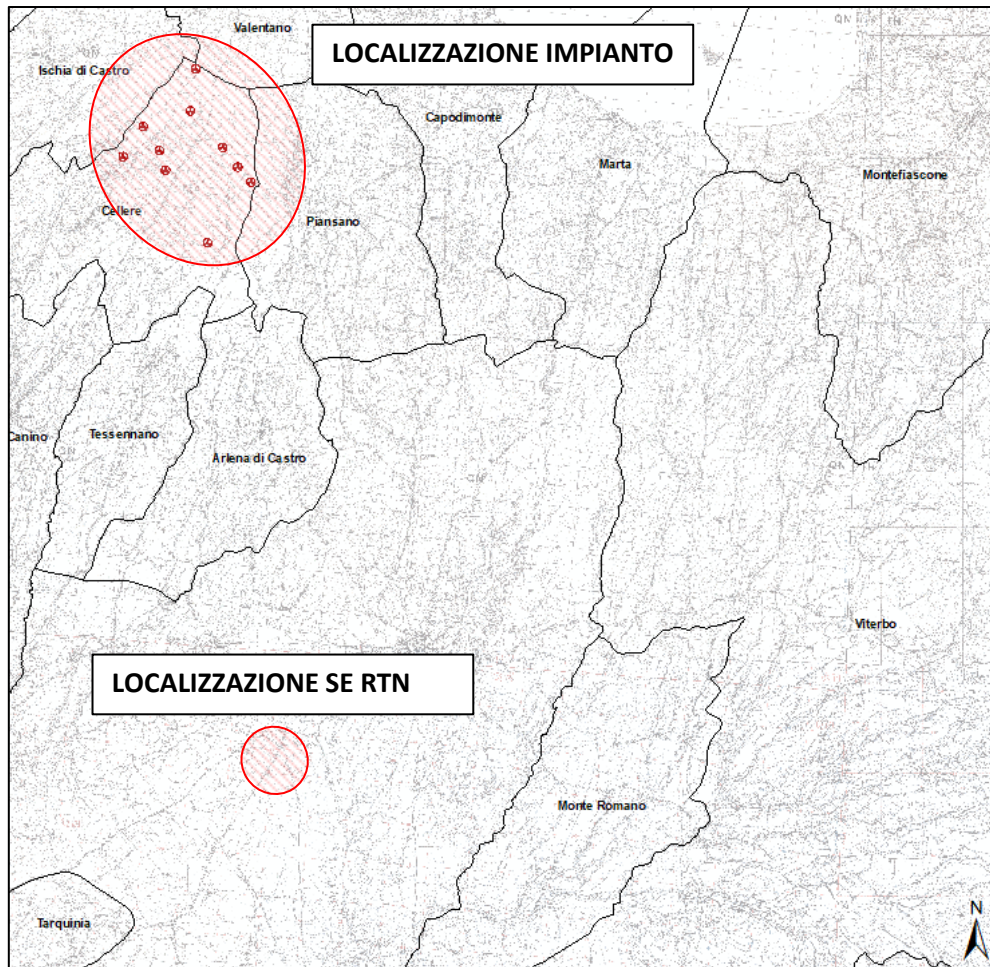 Valentano
LOCALIZZAZIONE IMPIANTO
Ischia di Castro
Capodimonte
Marta
Montefiascone
Cellere
Piansano
Canino
Tessennano
Arlena di Castro
Viterbo
LOCALIZZAZIONE SE RTN
Monte Romano
Tarquinia
N